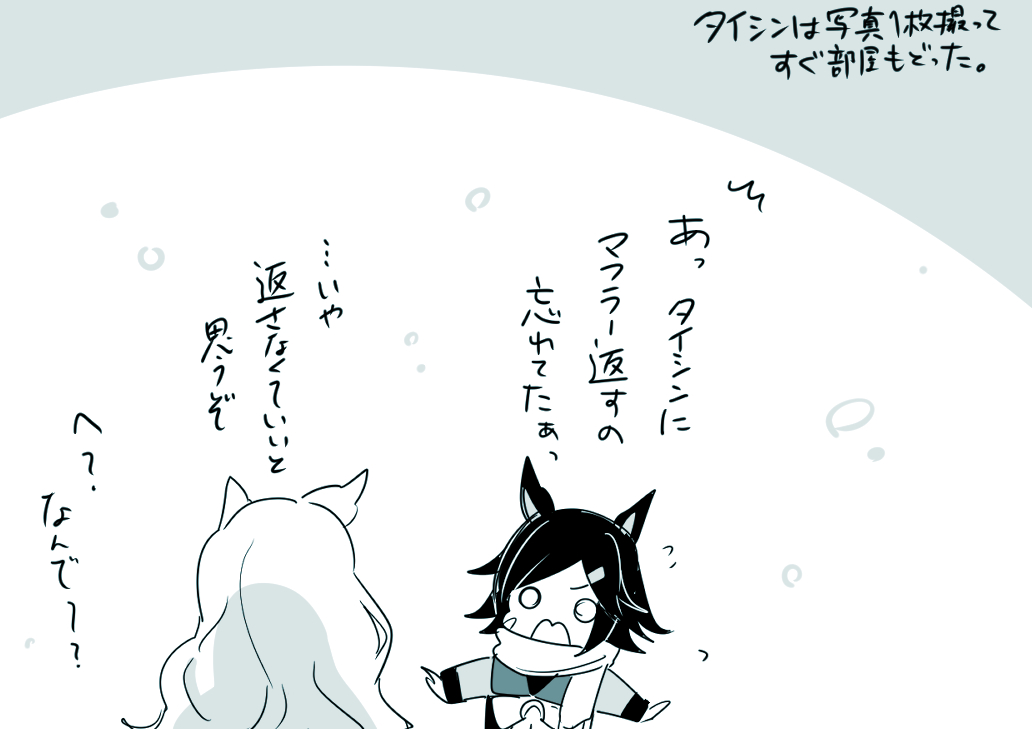 タイシンは写真1枚撮って
すぐ部屋もどった。
あっ タイシンに
マフラー返すの
忘れてたぁっ
…いや
返さなくていいと
思うぞ
へ?
なんでー?